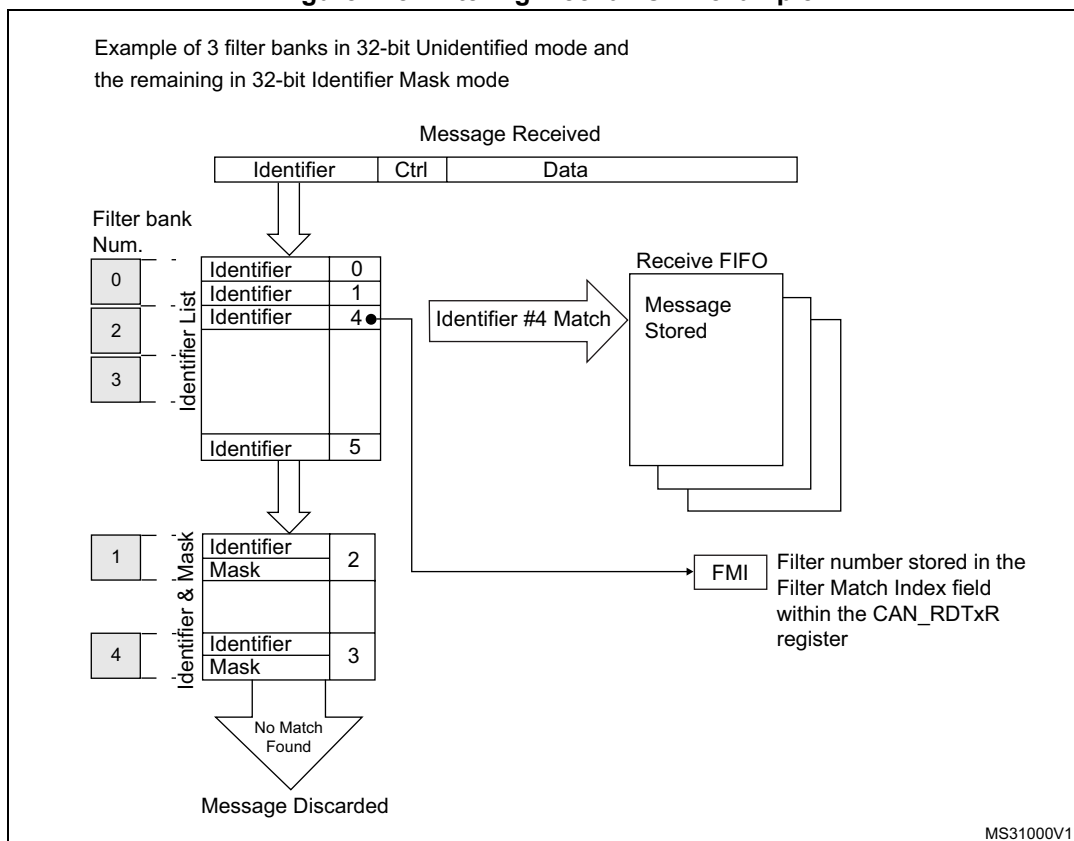 Example of 3 filter banks in 32-bit Unidentified mode and
the remaining in 32-bit Identifier Mask mode
Message Received
Identifier Ctrl Data
Filter bank
Num.
0
2
3
Identifier List
Identifier 0
Identifier 1
Identifier 4
Identifier 5
Identifier #4 Match
Receive FIFO
Message
Stored
1
4
Identifier & Mask
Identifier
Mask
2
Identifier
Mask
3
FMI
Filter number stored in the
Filter Match Index field
within the CAN_RDTxR
register
No Match
Found
Message Discarded
MS31000V1